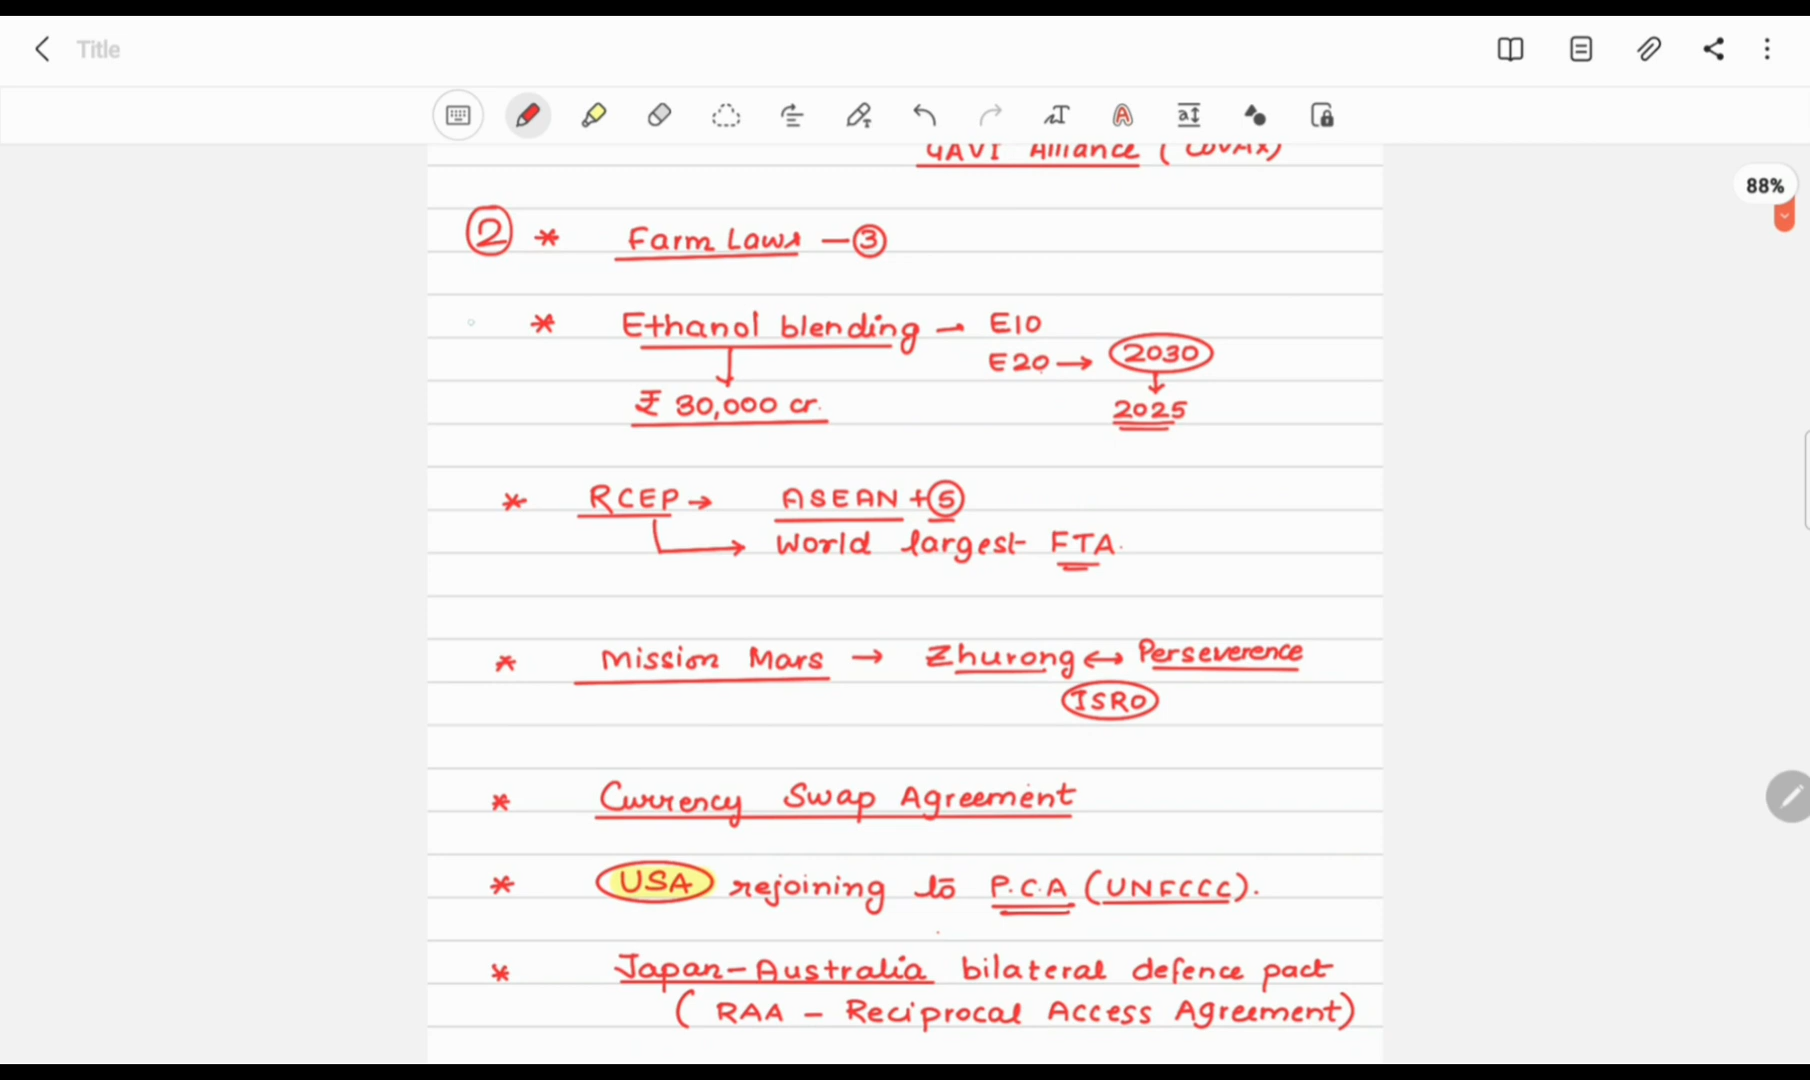 Title
88%
GAVI Alliance (COVAX)
② * Farm Laws - ③
* Ethanol blending - E10
E20 → 2030
↓
₹ 30,000 cr. 2025
* RCEP → ASEAN + ⑤
→ World largest FTA.
* Mission Mars → Zhurong ↔ Perseverence
ISRO
* Currency Swap Agreement
* USA rejoining to P.C.A (UNFCCC).
* Japan-Australia bilateral defence pact
( RAA - Reciprocal Access Agreement)